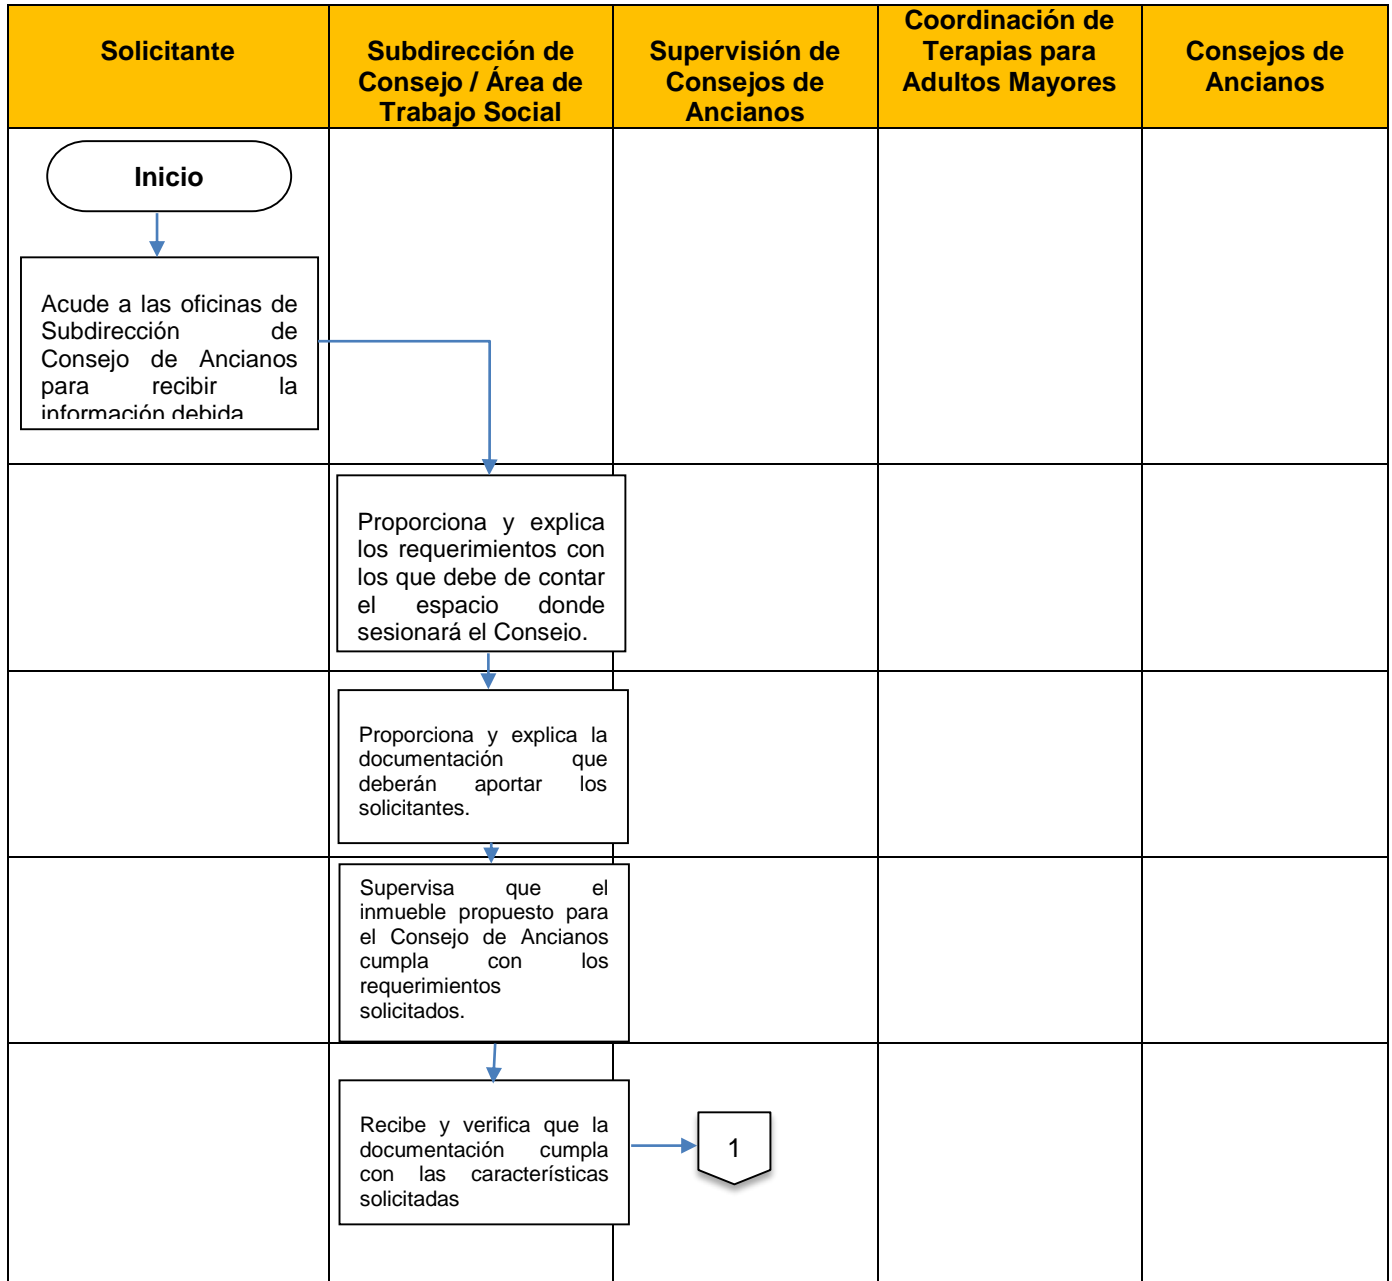 Solicitante
Subdirección de
Consejo / Área de
Trabajo Social
Supervisión de
Consejos de
Ancianos
Coordinación de
Terapias para
Adultos Mayores
Consejos de
Ancianos
Inicio
Acude a las oficinas de
Subdirección de
Consejo de Ancianos
para recibir la
información debida
Proporciona y explica
los requerimientos con
los que debe de contar
el espacio donde
sesionará el Consejo.
Proporciona y explica la
documentación que
deberán aportar los
solicitantes.
Supervisa que el
inmueble propuesto para
el Consejo de Ancianos
cumpla con los
requerimientos
solicitados.
Recibe y verifica que la
documentación cumpla
con las características
solicitadas
1